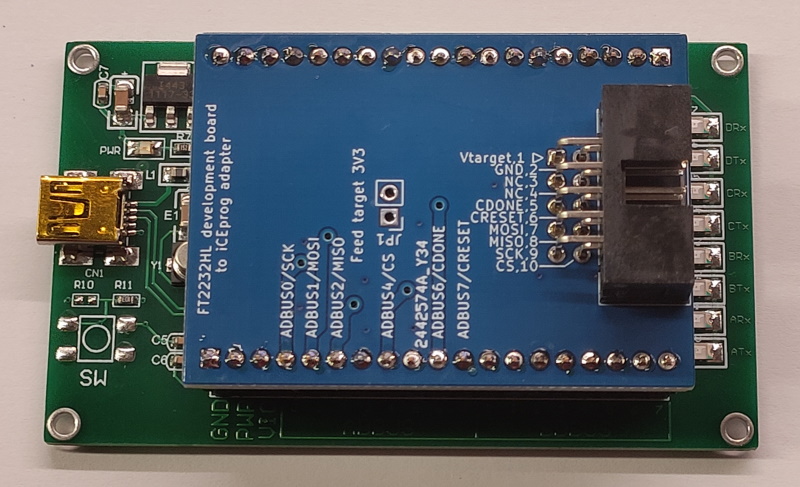 C7
R7
PWR
L1
E1
Y1
CN1
R10
R11
C5
C6
SW
FT2232HL development board
to iCEprog adapter
ADBUS0/SCK
ADBUS1/MOSI
ADBUS2/MISO
Feed target 3V3
ADBUS4/CS
2442574A_Y34
ADBUS6/CDONE
ADBUS7/CRESET
Vtarget,1
GND,2
NC,3
NC,4
CDONE,5
CRESET,6
MOSI,7
MISO,8
SCK,9
CS,10
DRx
DTx
CRx
CTx
BRx
BTx
ARx
ATx
GND
PWR